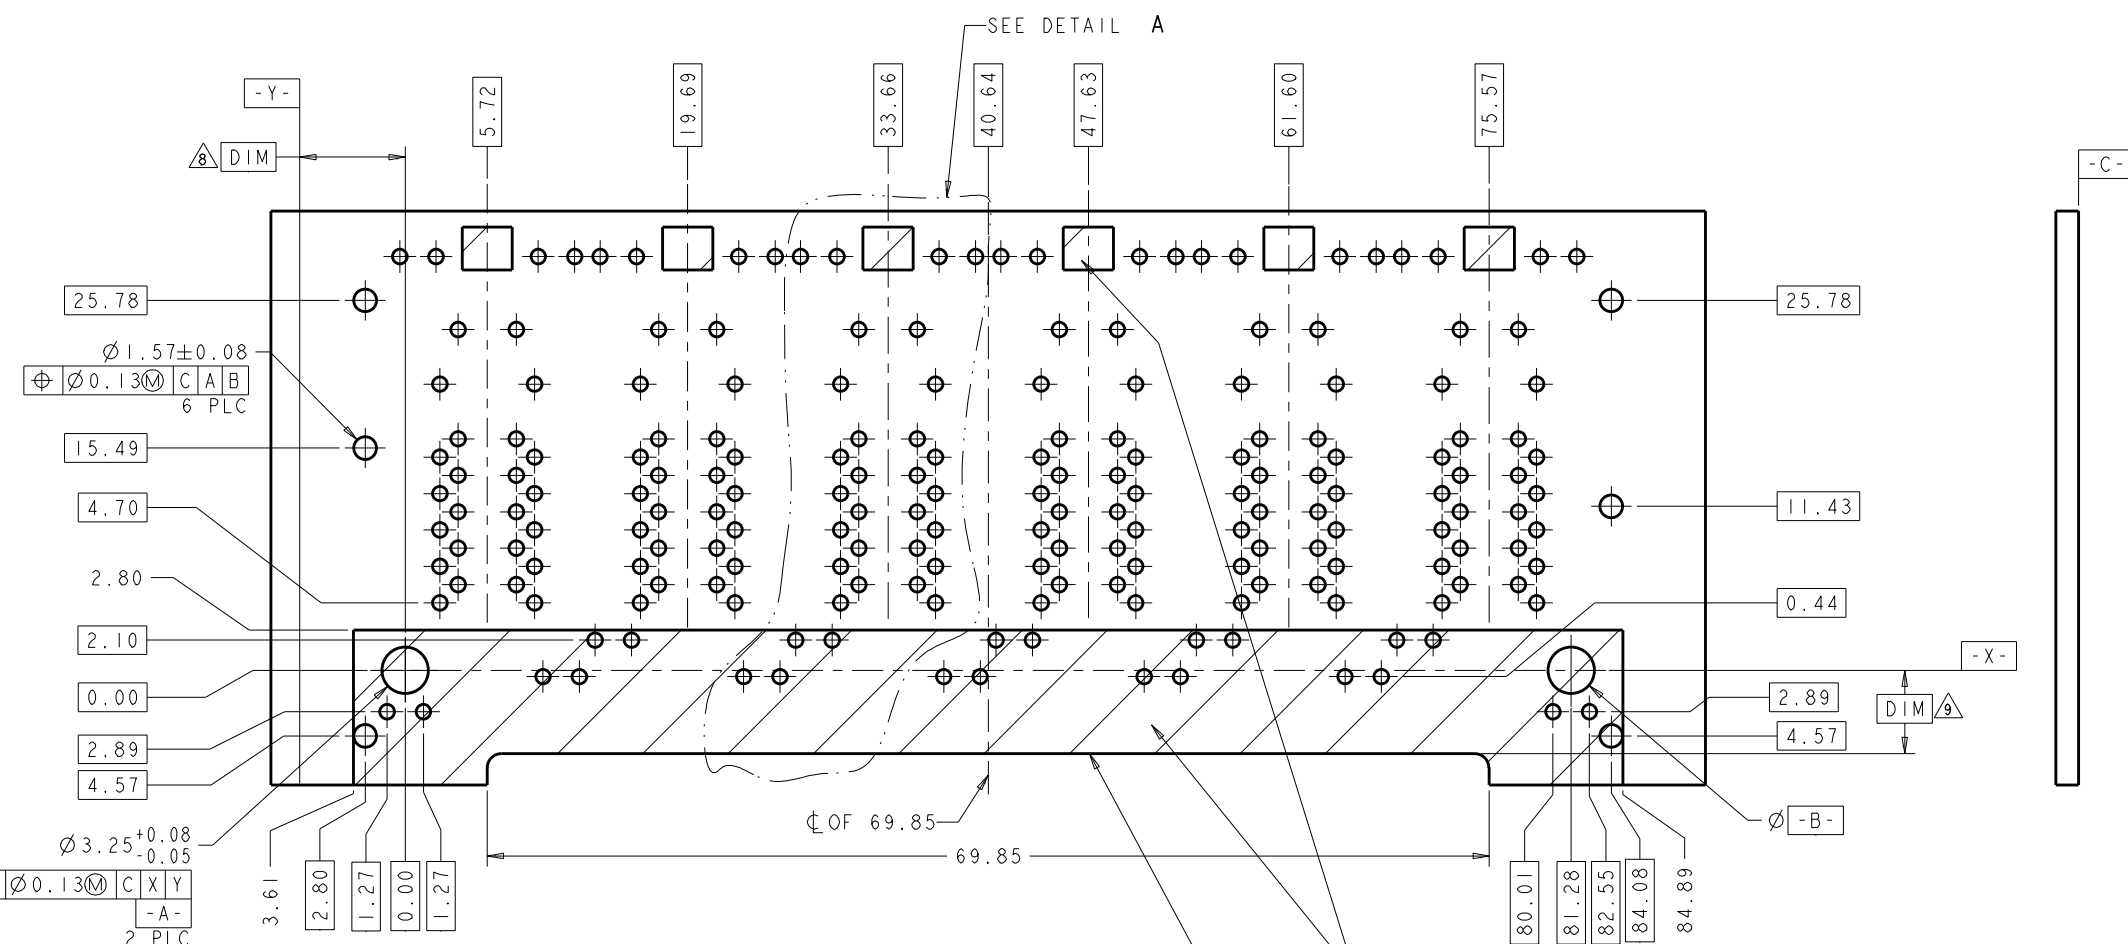 SEE DETAIL A
-Y-
5.72
19.69
33.66
40.64
47.63
61.60
75.57
8 DIM
-C-
25.78
25.78
Ø1.57±0.08
⌖ Ø0.13Ⓜ C A B
6 PLC
15.49
4.70
11.43
2.80
0.44
2.10
-X-
0.00
2.89
DIM 9
2.89
4.57
4.57
℄ OF 69.85
Ø -B-
Ø3.25 +0.08 -0.05
69.85
Ø0.13Ⓜ C X Y
-A-
2 PLC
3.61
2.80
1.27
0.00
1.27
80.01
81.28
82.55
84.08
84.89